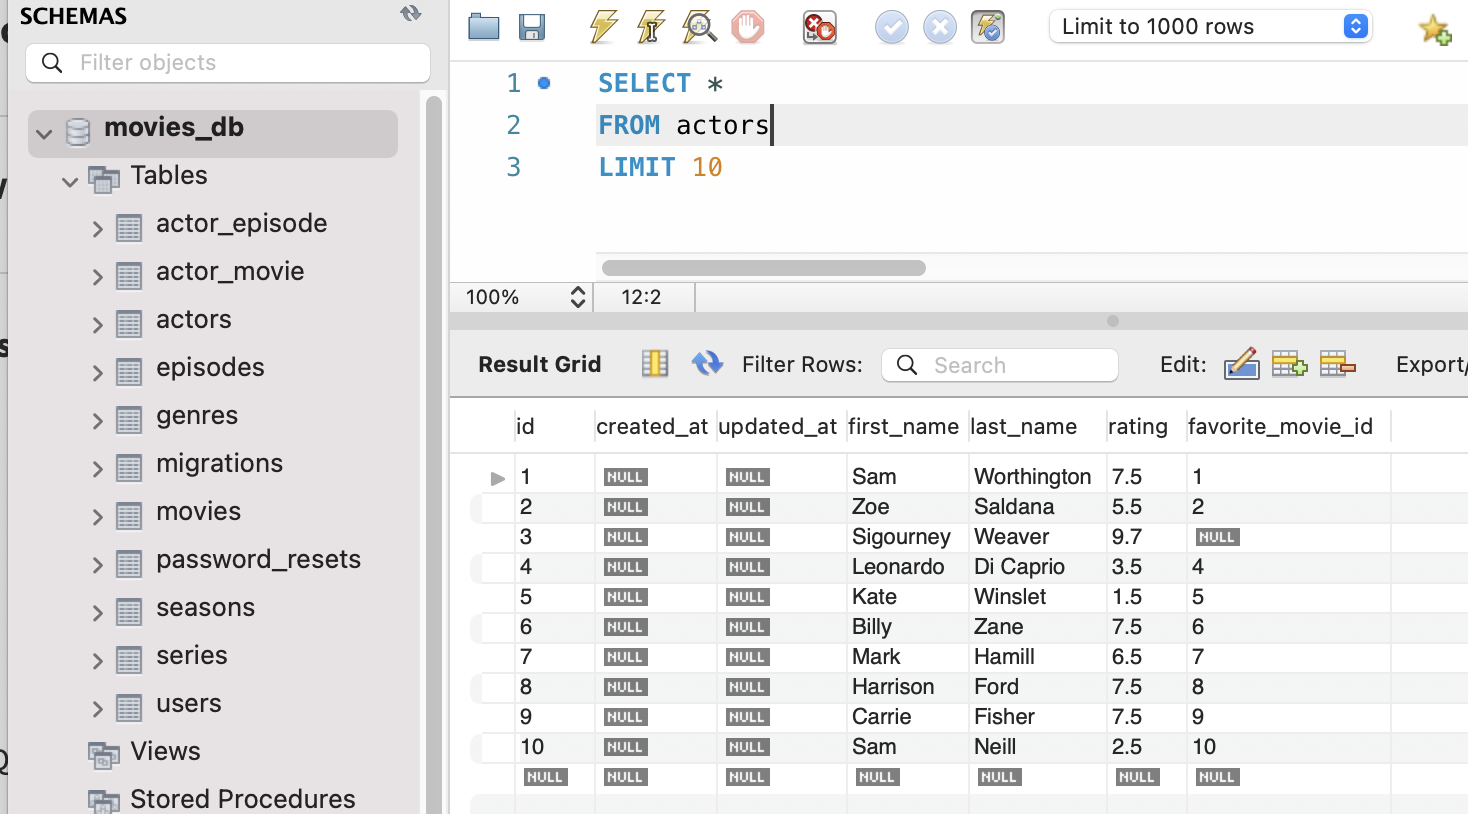 SCHEMAS
Filter objects
movies_db
Tables
actor_episode
actor_movie
actors
episodes
genres
migrations
movies
password_resets
seasons
series
users
Views
Stored Procedures
Limit to 1000 rows
1 SELECT *
2 FROM actors
3 LIMIT 10
100% 12:2
Result Grid Filter Rows: Search Edit: Export/
id created_at updated_at first_name last_name rating favorite_movie_id
1 NULL NULL Sam Worthington 7.5 1
2 NULL NULL Zoe Saldana 5.5 2
3 NULL NULL Sigourney Weaver 9.7 NULL
4 NULL NULL Leonardo Di Caprio 3.5 4
5 NULL NULL Kate Winslet 1.5 5
6 NULL NULL Billy Zane 7.5 6
7 NULL NULL Mark Hamill 6.5 7
8 NULL NULL Harrison Ford 7.5 8
9 NULL NULL Carrie Fisher 7.5 9
10 NULL NULL Sam Neill 2.5 10
NULL NULL NULL NULL NULL NULL NULL